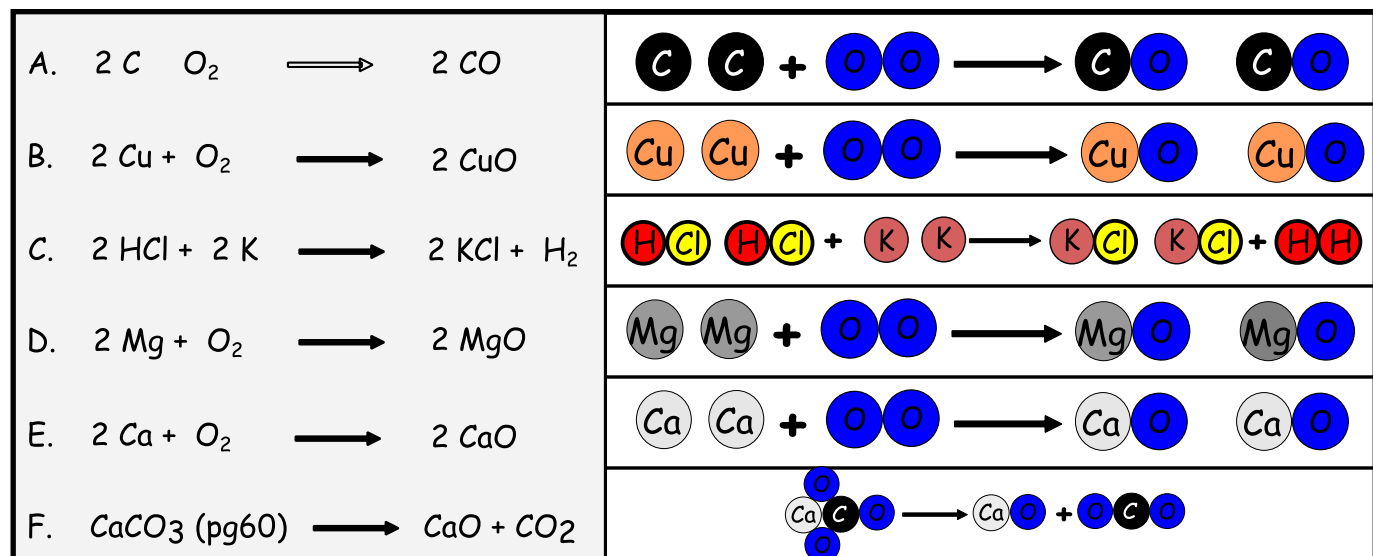 A. 2 C O₂ 2 CO
C C + O O C O C O
B. 2 Cu + O₂ 2 CuO
Cu Cu + O O Cu O Cu O
C. 2 HCl + 2 K 2 KCl + H₂
H Cl H Cl + K K K Cl K Cl + H H
D. 2 Mg + O₂ 2 MgO
Mg Mg + O O Mg O Mg O
E. 2 Ca + O₂ 2 CaO
Ca Ca + O O Ca O Ca O
F. CaCO3 (pg60) CaO + CO2
O
Ca C O Ca O + O C O
O